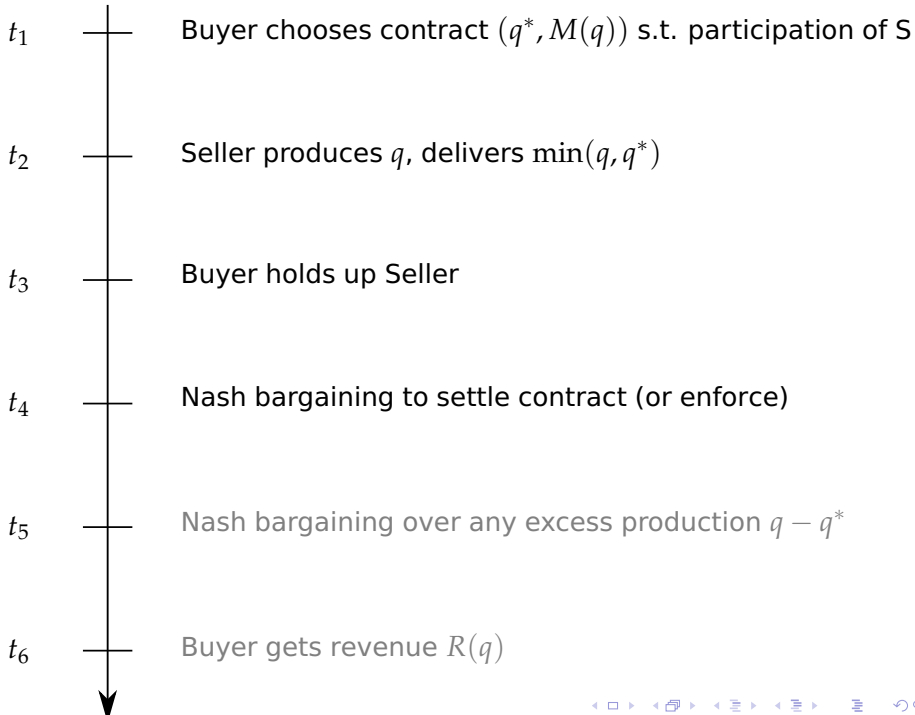 t₁ Buyer chooses contract (q*, M(q)) s.t. participation of S
t₂ Seller produces q, delivers min(q, q*)
t₃ Buyer holds up Seller
t₄ Nash bargaining to settle contract (or enforce)
t₅ Nash bargaining over any excess production q − q*
t₆ Buyer gets revenue R(q)